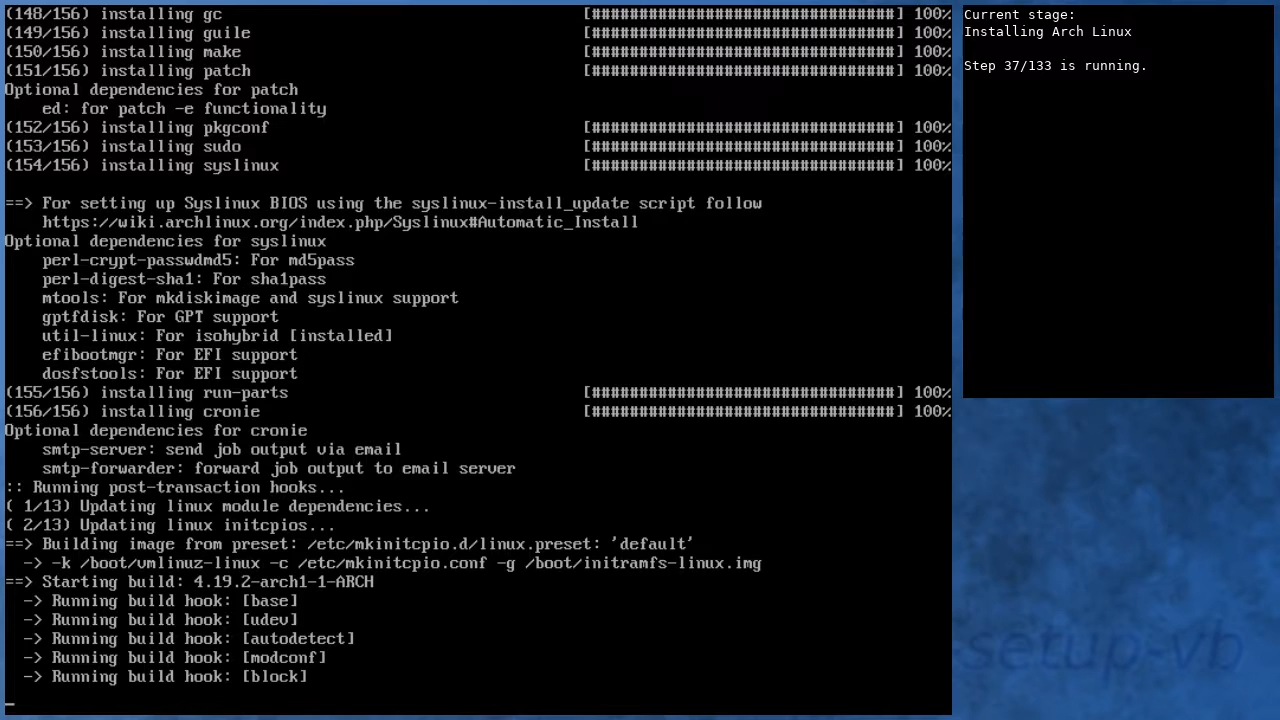 (148/156) installing gc [################################] 100%
(149/156) installing guile [################################] 100%
(150/156) installing make [################################] 100%
(151/156) installing patch [################################] 100%
Optional dependencies for patch
    ed: for patch -e functionality
(152/156) installing pkgconf [################################] 100%
(153/156) installing sudo [################################] 100%
(154/156) installing syslinux [################################] 100%
==> For setting up Syslinux BIOS using the syslinux-install_update script follow
    https://wiki.archlinux.org/index.php/Syslinux#Automatic_Install
Optional dependencies for syslinux
    perl-crypt-passwdmd5: For md5pass
    perl-digest-sha1: For sha1pass
    mtools: For mkdiskimage and syslinux support
    gptfdisk: For GPT support
    util-linux: For isohybrid [installed]
    efibootmgr: For EFI support
    dosfstools: For EFI support
(155/156) installing run-parts [################################] 100%
(156/156) installing cronie [################################] 100%
Optional dependencies for cronie
    smtp-server: send job output via email
    smtp-forwarder: forward job output to email server
:: Running post-transaction hooks...
( 1/13) Updating linux module dependencies...
( 2/13) Updating linux initcpios...
==> Building image from preset: /etc/mkinitcpio.d/linux.preset: 'default'
  -> -k /boot/vmlinuz-linux -c /etc/mkinitcpio.conf -g /boot/initramfs-linux.img
==> Starting build: 4.19.2-arch1-1-ARCH
  -> Running build hook: [base]
  -> Running build hook: [udev]
  -> Running build hook: [autodetect]
  -> Running build hook: [modconf]
  -> Running build hook: [block]
Current stage:
Installing Arch Linux
Step 37/133 is running.
-setup-vb